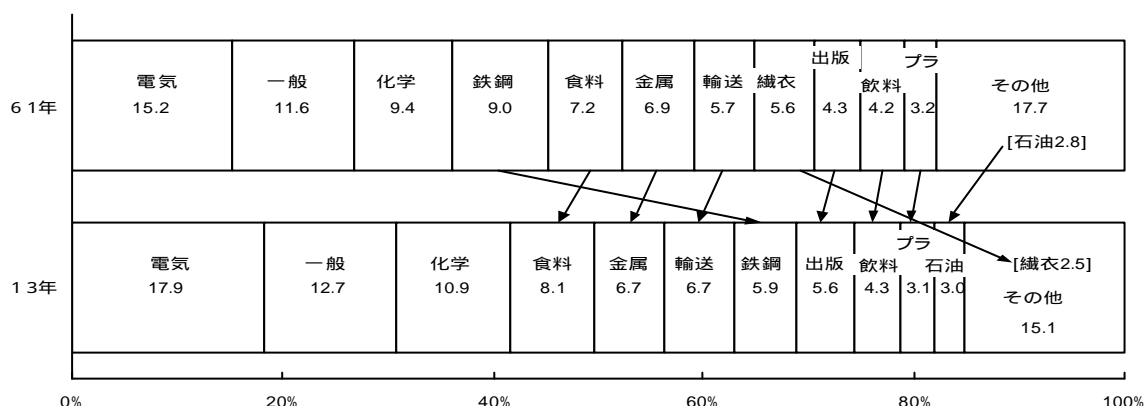 出版
プラ
電気 一般 化学 鉄鋼 食料 金属 輸送 繊衣 飲料 その他
61年 15.2 11.6 9.4 9.0 7.2 6.9 5.7 5.6 4.3 4.2 3.2 17.7
[石油2.8]
プラ
電気 一般 化学 食料 金属 輸送 鉄鋼 出版 飲料 石油 [繊衣2.5]
13年 17.9 12.7 10.9 8.1 6.7 6.7 5.9 5.6 4.3 3.1 3.0 その他
15.1
0% 20% 40% 60% 80% 100%